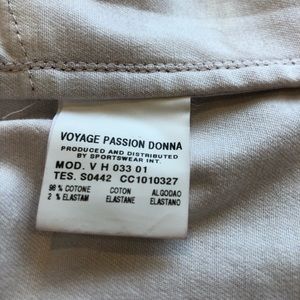 VOYAGE PASSION DONNA
PRODUCED AND DISTRIBUTED
BY SPORTSWEAR INT.
MOD. V H 033 01
TES. S0442 CC1010327
98 % COTONE COTON ALGODAO
2 % ELASTAM ELASTANE ELASTANO